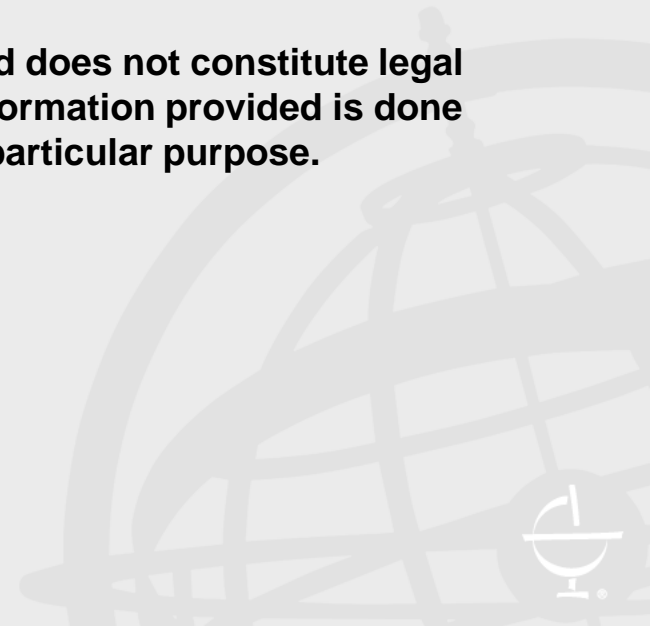 d does not constitute legal
ormation provided is done
particular purpose.
®